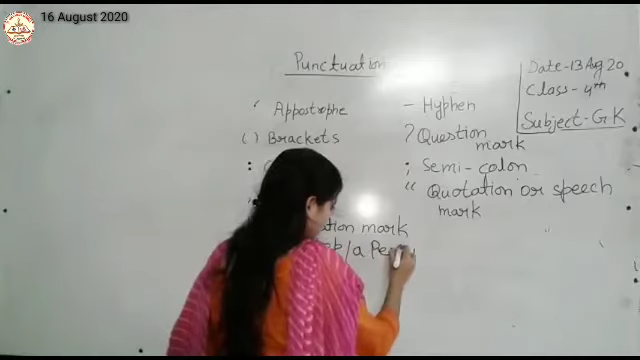 16 August 2020
Punctuation
Date-13 Aug 20
Class-4th
Subject-GK
' Appostrophe
- Hyphen
( ) Brackets
? Question
mark
:
; Semi-colon
“ Quotation or speech
mark
mark
/a